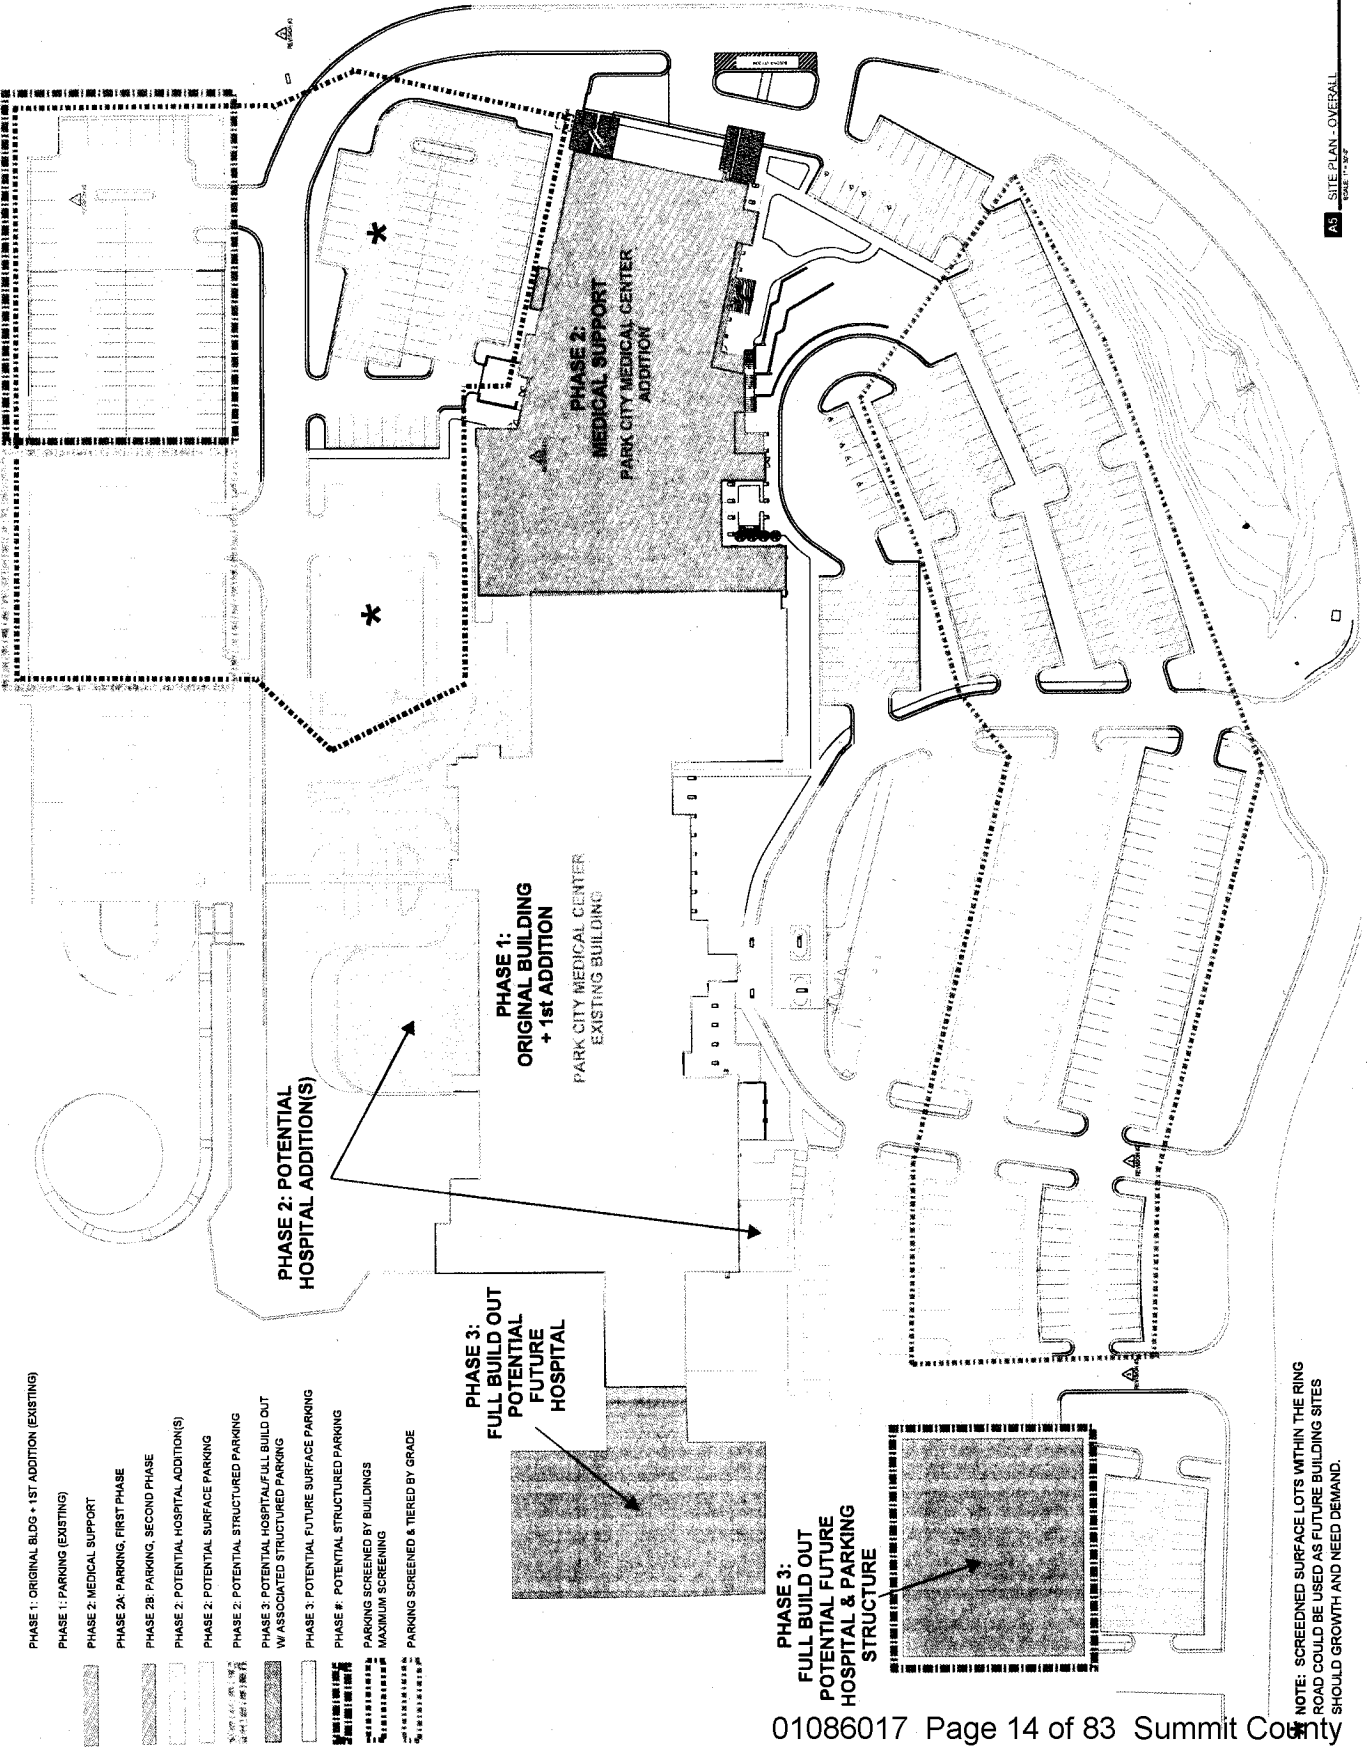 A5 SITE PLAN - OVERALL
SCALE: 1" = 30'-0"
*
*
PHASE 2:
MEDICAL SUPPORT
PARK CITY MEDICAL CENTER
ADDITION
PHASE 1:
ORIGINAL BUILDING
+ 1st ADDITION
PARK CITY MEDICAL CENTER
EXISTING BUILDING
PHASE 2: POTENTIAL
HOSPITAL ADDITION(S)
PHASE 3:
FULL BUILD OUT
POTENTIAL
FUTURE
HOSPITAL
PHASE 3:
FULL BUILD OUT
POTENTIAL FUTURE
HOSPITAL & PARKING
STRUCTURE
PHASE 1: ORIGINAL BLDG + 1ST ADDITION (EXISTING)
PHASE 1: PARKING (EXISTING)
PHASE 2: MEDICAL SUPPORT
PHASE 2A: PARKING, FIRST PHASE
PHASE 2B: PARKING, SECOND PHASE
PHASE 2: POTENTIAL HOSPITAL ADDITION(S)
PHASE 2: POTENTIAL SURFACE PARKING
PHASE 2: POTENTIAL STRUCTURED PARKING
PHASE 3: POTENTIAL HOSPITAL/FULL BUILD OUT
W/ ASSOCIATED STRUCTURED PARKING
PHASE 3: POTENTIAL FUTURE SURFACE PARKING
PHASE #: POTENTIAL STRUCTURED PARKING
PARKING SCREENED BY BUILDINGS
MAXIMUM SCREENING
PARKING SCREENED & TIERED BY GRADE
NOTE: SCREEDNED SURFACE LOTS WITHIN THE RING
ROAD COULD BE USED AS FUTURE BUILDING SITES
SHOULD GROWTH AND NEED DEMAND.
01086017 Page 14 of 83 Summit County